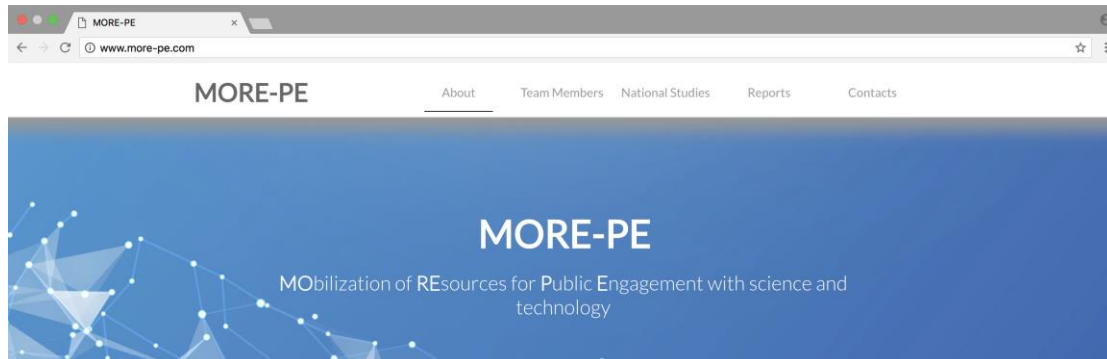 MORE-PE
www.more-pe.com
MORE-PE About Team Members National Studies Reports Contacts
MORE-PE
MObilization of REsources for Public Engagement with science and
technology